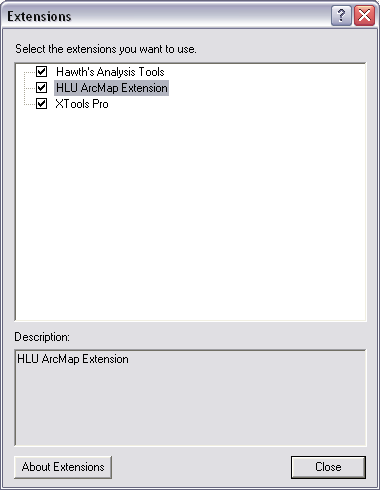 Extensions
Select the extensions you want to use.
Hawth's Analysis Tools
HLU ArcMap Extension
XTools Pro
Description:
HLU ArcMap Extension
About Extensions
Close